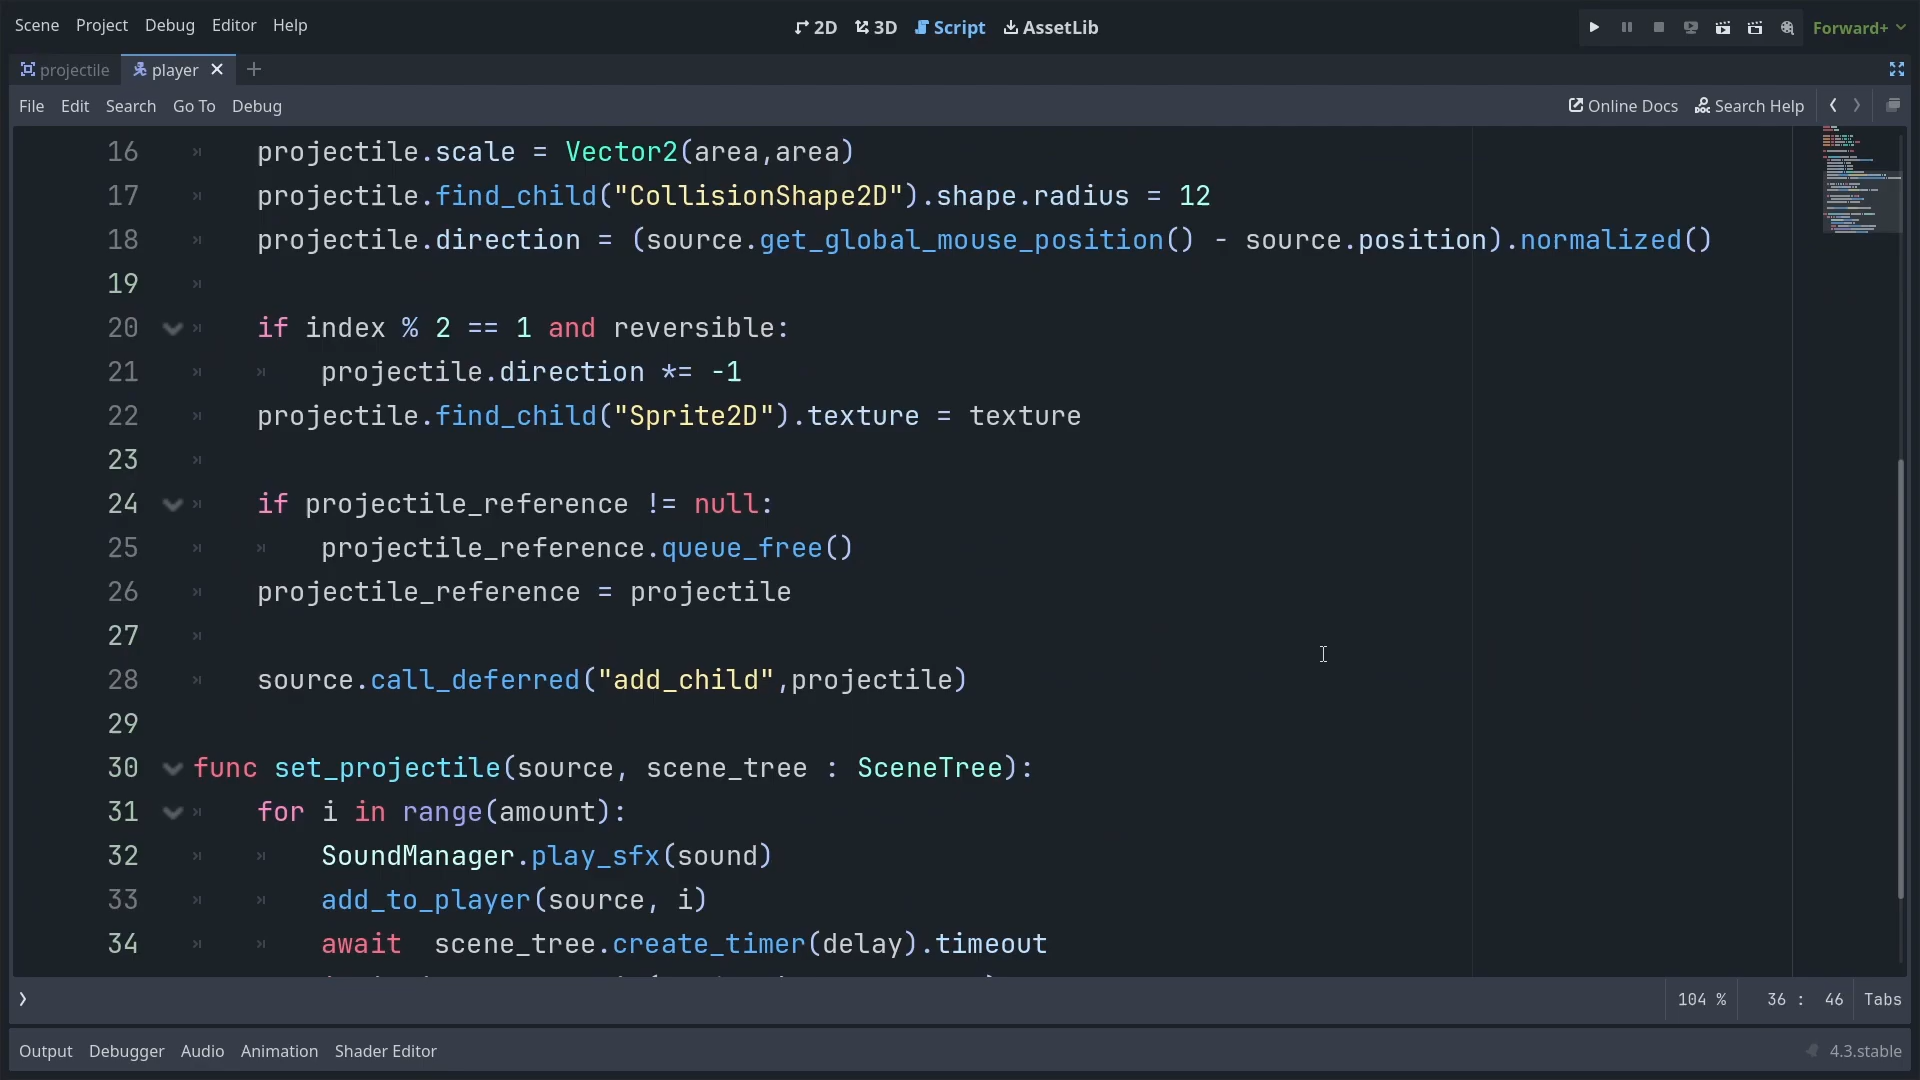 Scene Project Debug Editor Help 2D 3D Script AssetLib Forward+
projectile player
File Edit Search Go To Debug Online Docs Search Help
16 projectile.scale = Vector2(area,area)
17 projectile.find_child("CollisionShape2D").shape.radius = 12
18 projectile.direction = (source.get_global_mouse_position() - source.position).normalized()
19
20 if index % 2 == 1 and reversible:
21 projectile.direction *= -1
22 projectile.find_child("Sprite2D").texture = texture
23
24 if projectile_reference != null:
25 projectile_reference.queue_free()
26 projectile_reference = projectile
27
28 source.call_deferred("add_child",projectile)
29
30 func set_projectile(source, scene_tree : SceneTree):
31 for i in range(amount):
32 SoundManager.play_sfx(sound)
33 add_to_player(source, i)
34 await  scene_tree.create_timer(delay).timeout
104 % 36 : 46 Tabs
Output Debugger Audio Animation Shader Editor 4.3.stable